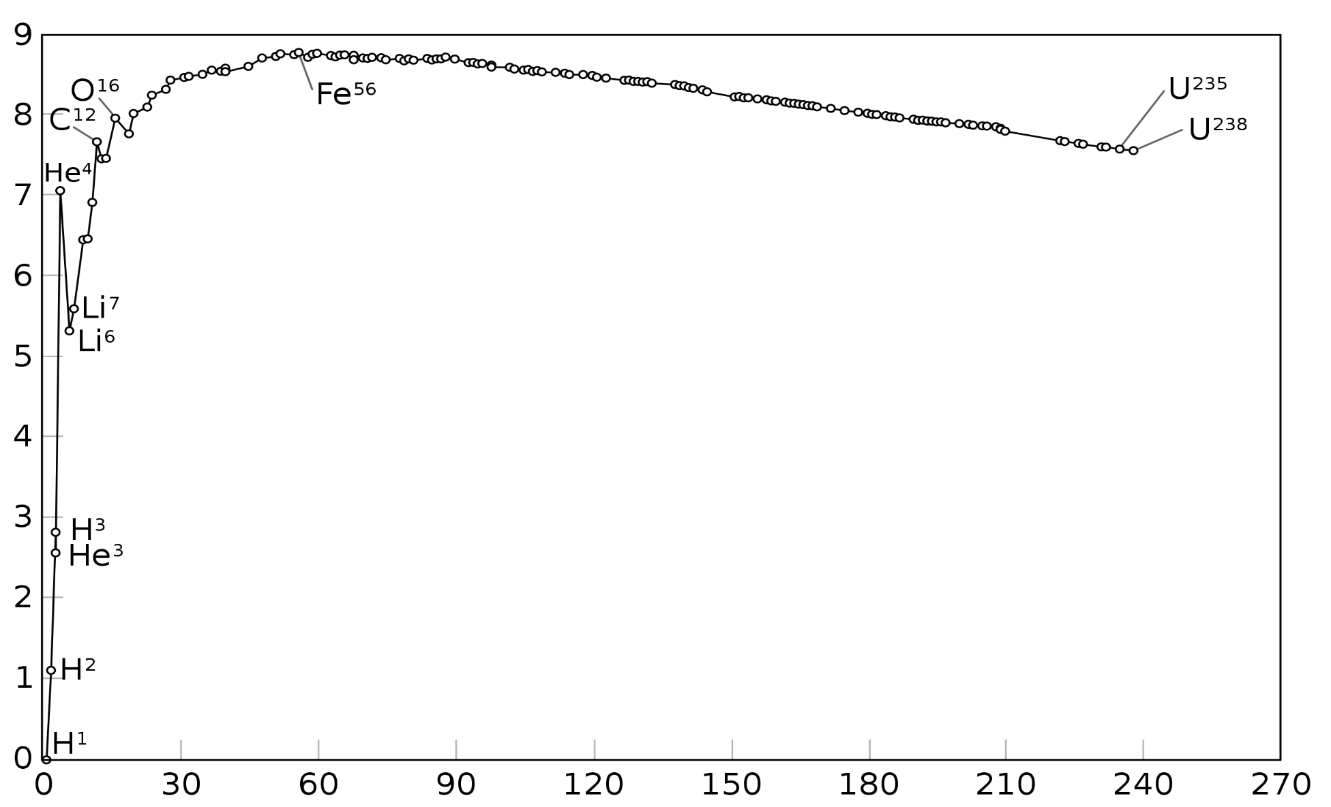 9
O¹⁶
Fe⁵⁶
U²³⁵
8
C¹²
U²³⁸
He⁴
7
6
Li⁷
Li⁶
5
4
3
H³
He³
2
H²
1
H¹
0
0 30 60 90 120 150 180 210 240 270